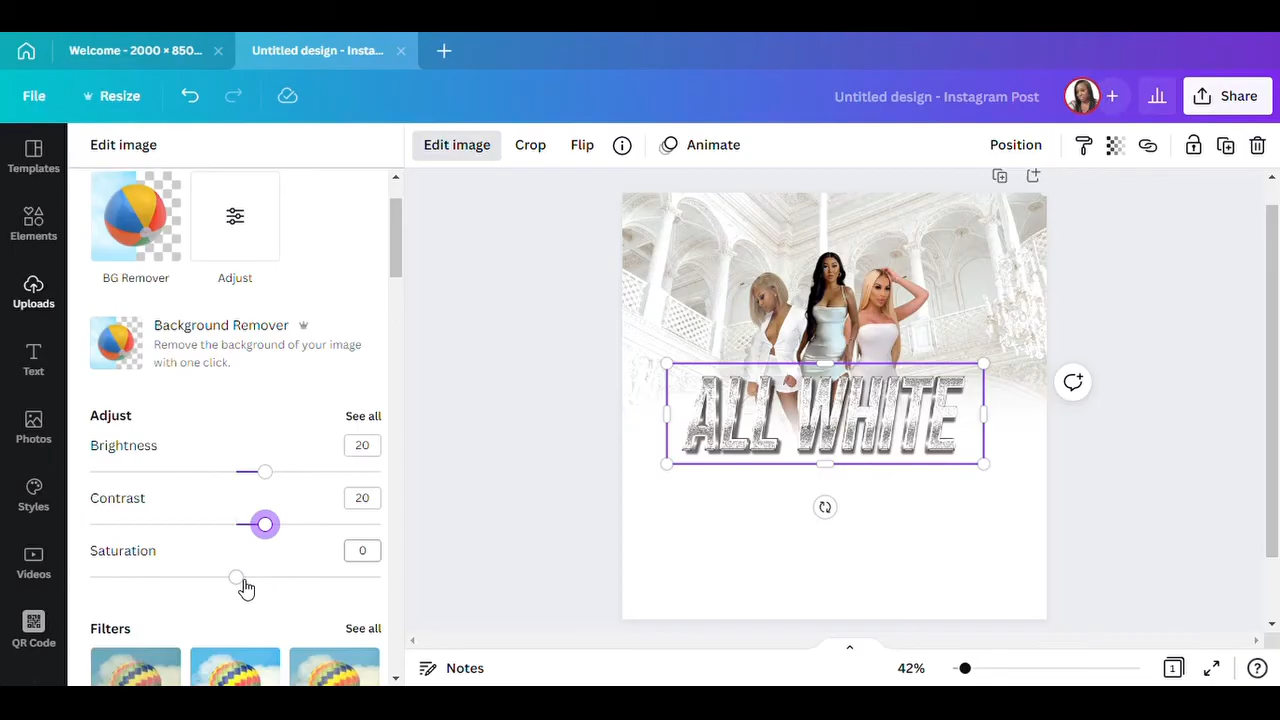 Welcome - 2000 × 850...
Untitled design - Insta...
File
Resize
Untitled design - Instagram Post
Share
Templates
Elements
Uploads
Text
Photos
Styles
Videos
QR Code
Edit image
Edit image
Crop
Flip
Animate
Position
BG Remover
Adjust
Background Remover
Remove the background of your image
with one click.
Adjust
See all
Brightness
20
Contrast
20
Saturation
0
Filters
See all
ALL WHITE
Notes
42%
1